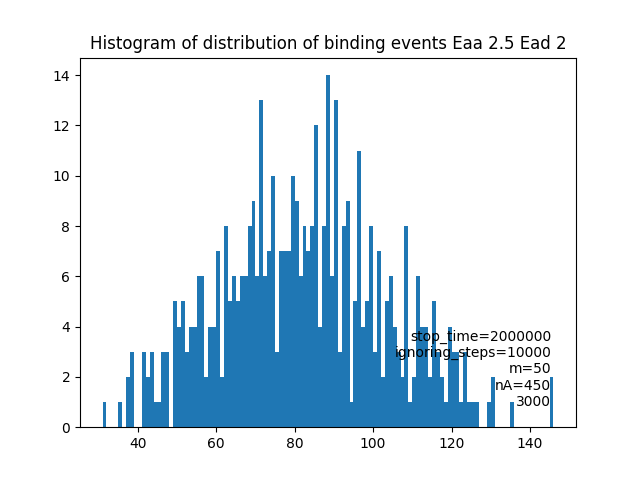 Histogram of distribution of binding events Eaa 2.5 Ead 2
14
12
10
8
6
4
2
0
stop_time=2000000
ignoring_steps=10000
m=50
nA=450
3000
40 60 80 100 120 140